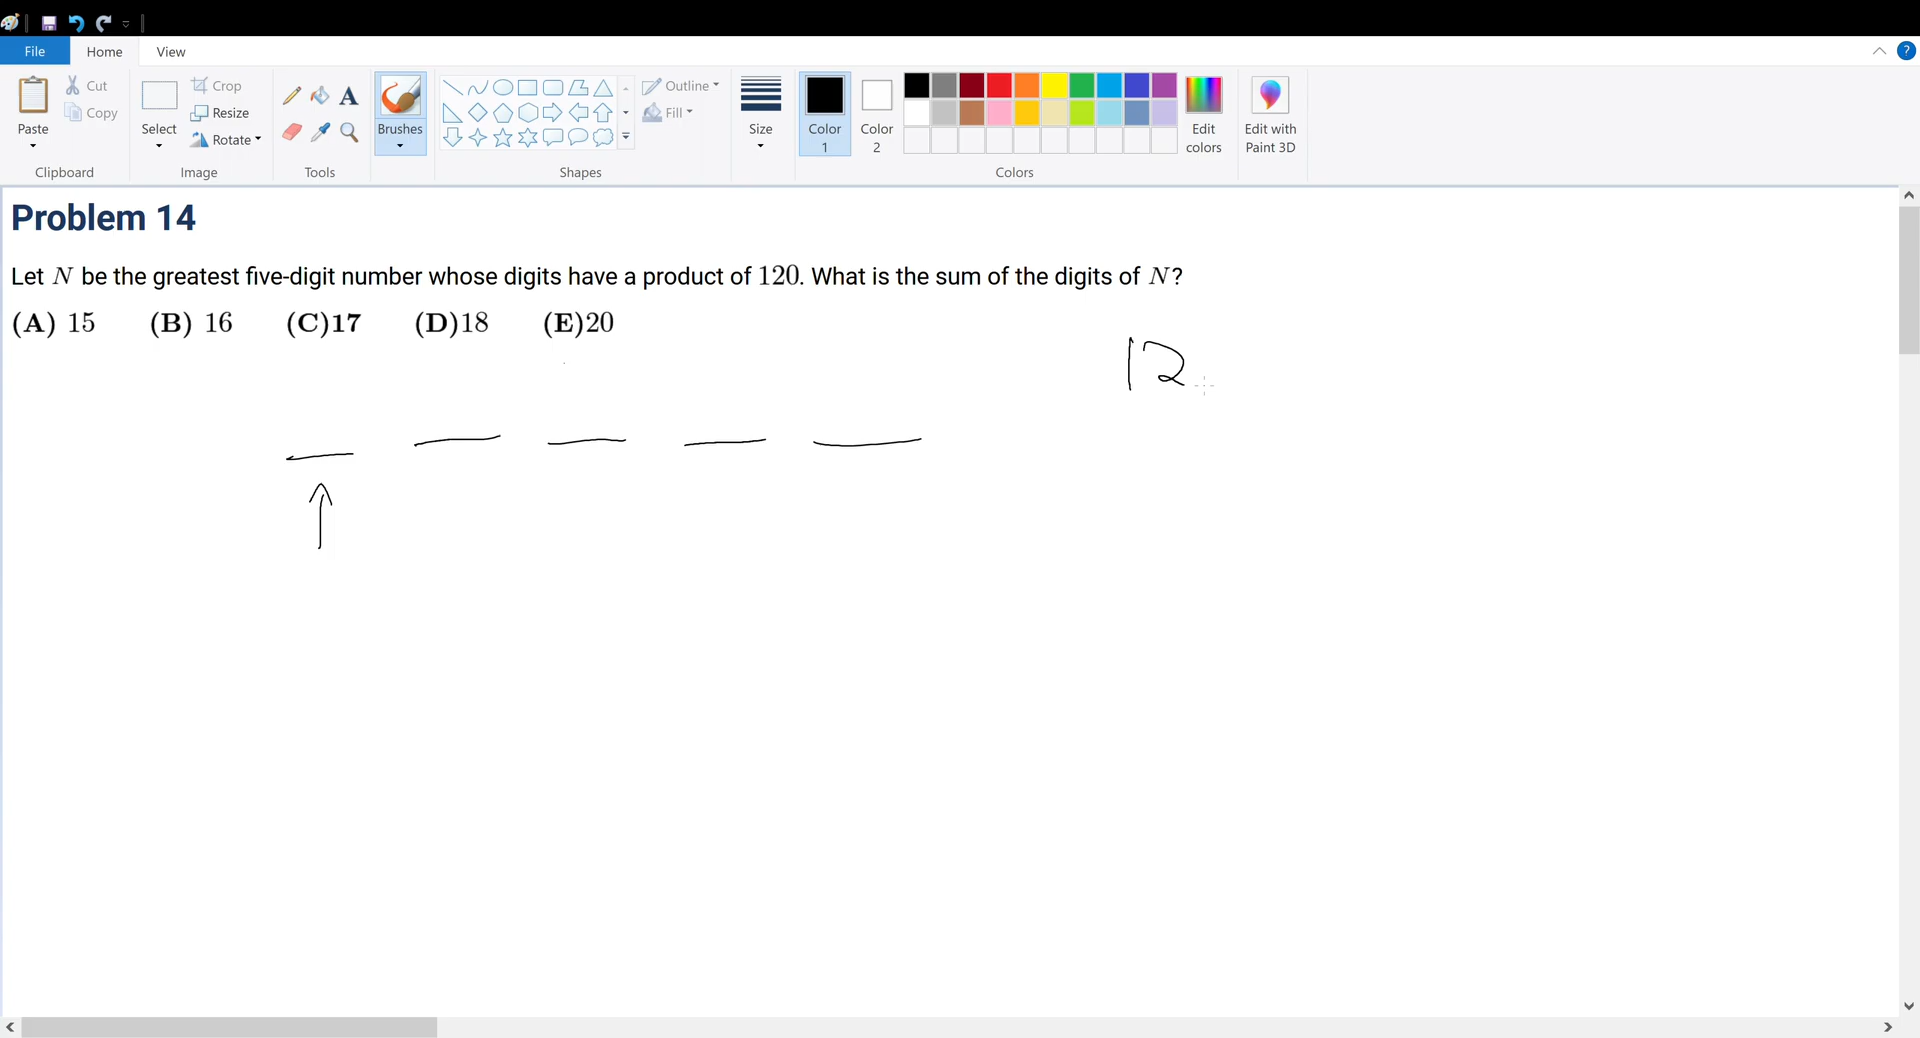 File Home View ?
Paste
Cut
Copy
Clipboard
Select
Crop
Resize
Rotate
Image
A
Tools
Brushes
Outline
Fill
Shapes
Size
Color
1
Color
2
Edit
colors
Colors
Edit with
Paint 3D
Problem 14
Let N be the greatest five-digit number whose digits have a product of 120. What is the sum of the digits of N?
(A) 15 (B) 16 (C)17 (D)18 (E)20
12